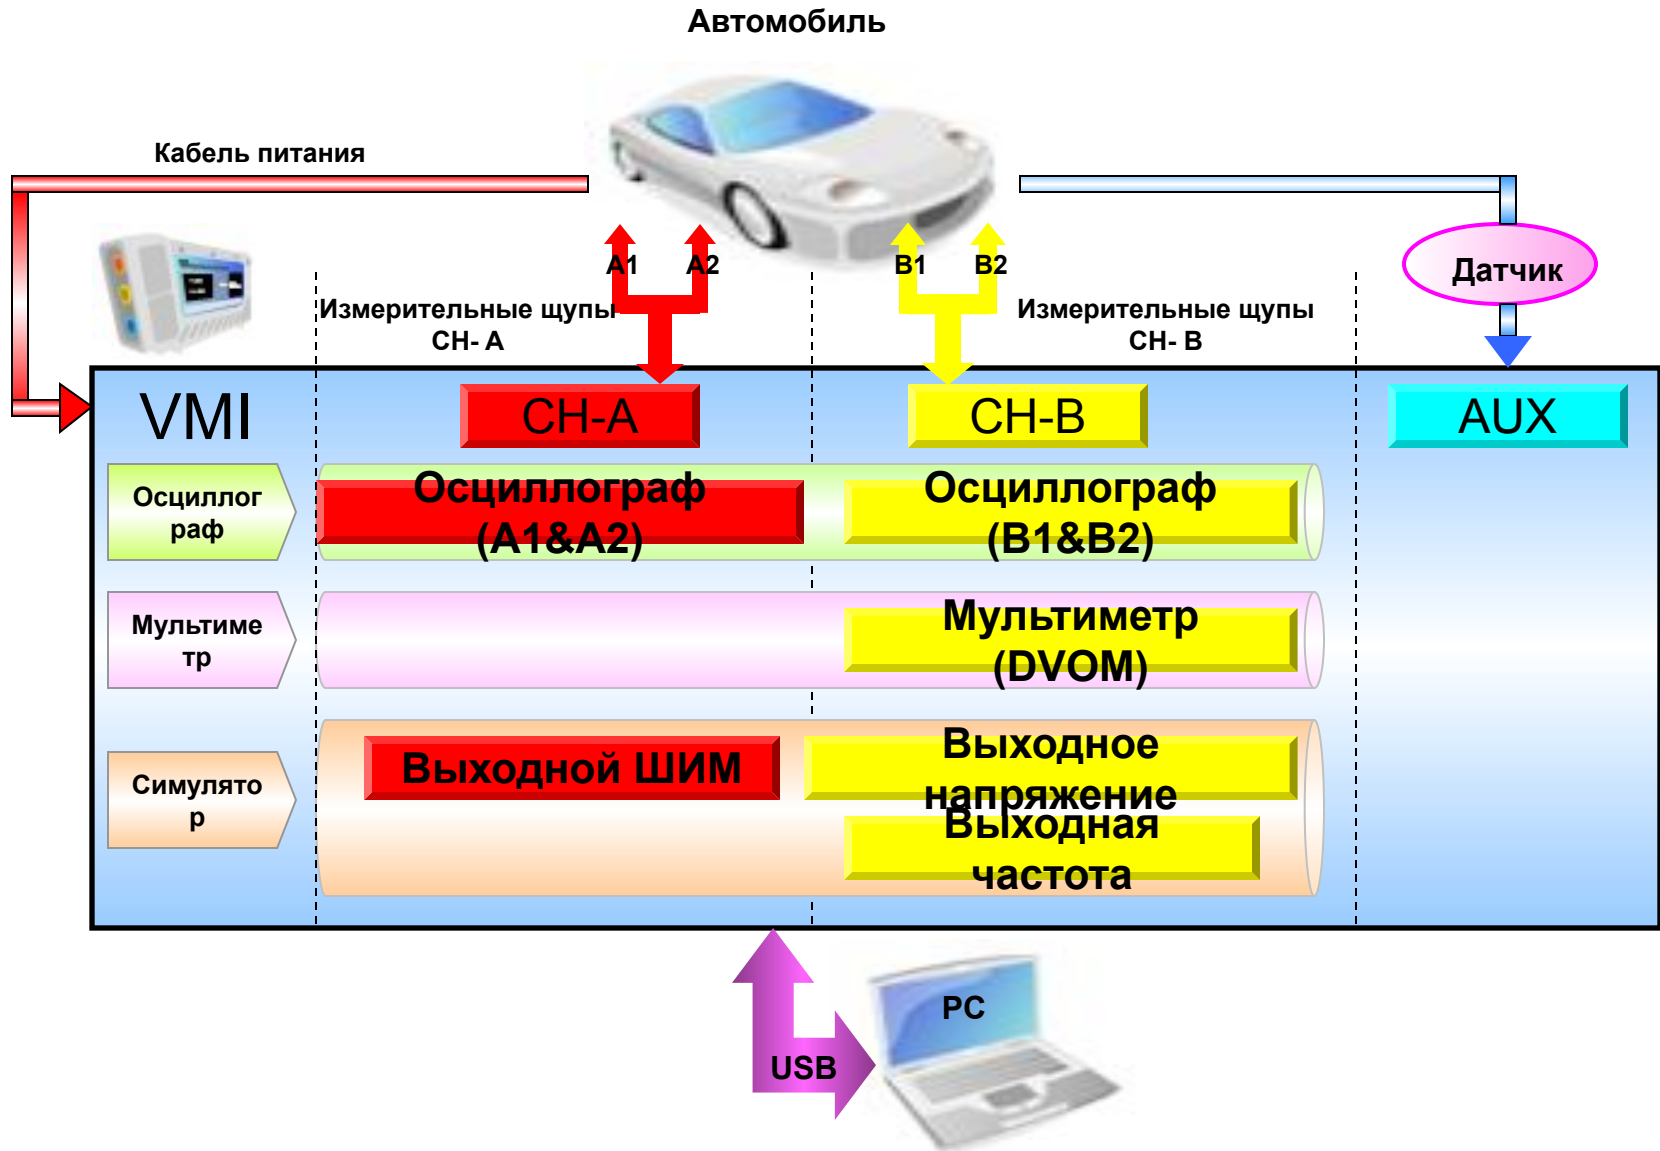 Автомобиль
Кабель питания
A1
A2
B1
B2
Датчик
Измерительные щупы
CH- A
Измерительные щупы
CH- B
VMI
CH-A
CH-B
AUX
Осциллог
раф
Осциллограф
(A1&A2)
Осциллограф
(B1&B2)
Мультиме
тр
Мультиметр
(DVOM)
Симулято
р
Выходной ШИМ
Выходное
напряжение
Выходная
частота
PC
USB